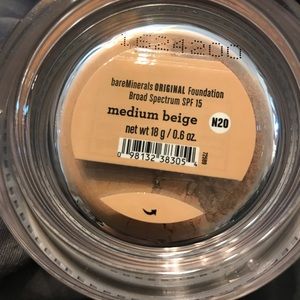 bareMinerals ORIGINAL Foundation
Broad Spectrum SPF 15
medium beige
N20
net wt 18 g / 0.6 oz.
0 98132 38305 4